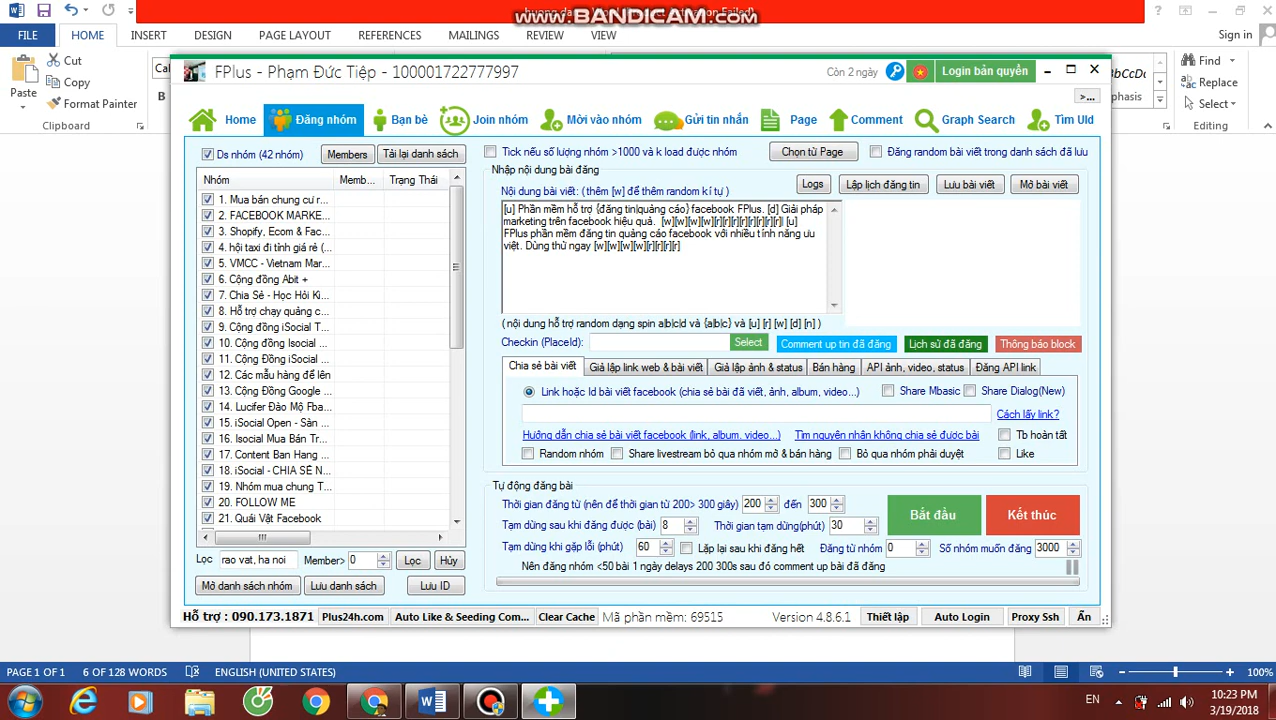 www.BANDICAM.com
Sign in
FILE HOME INSERT DESIGN PAGE LAYOUT REFERENCES MAILINGS REVIEW VIEW
Cut
Copy
Format Painter
Paste
Clipboard
Find
Replace
Select
Editing
FPlus - Phạm Đức Tiệp - 100001722777997
Còn 2 ngày
Login bản quyền
>...
Home Đăng nhóm Bạn bè Join nhóm Mời vào nhóm Gửi tin nhắn Page Comment Graph Search Tìm UId
Ds nhóm (42 nhóm) Members Tải lại danh sách
Nhóm Memb... Trạng Thái
1. Mua bán chung cư r...
2. FACEBOOK MARKE...
3. Shopify, Ecom & Fac...
4. hội taxi đi tỉnh giá rẻ (...
5. VMCC - Vietnam Mar...
6. Cộng đồng Abit +
7. Chia Sẻ - Học Hỏi Ki...
8. Hỗ trợ chạy quảng c...
9. Cộng đồng iSocial T...
10. Cộng đồng Isocial ...
11. Cộng Đồng iSocial ...
12. Các mẫu hàng để lên
13. Cộng Đồng Google ...
14. Lucifer Đào Mộ Fba...
15. iSocial Open - Sàn ...
16. Isocial Mua Bán Tr...
17. Content Ban Hang ...
18. iSocial - CHIA SẺ N...
19. Nhóm mua chung T...
20. FOLLOW ME
21. Quái Vật Facebook
Lọc rao vat, ha noi Member> 0 Lọc Hủy
Mở danh sách nhóm Lưu danh sách Lưu ID
Tick nếu số lượng nhóm >1000 và k load được nhóm Chọn từ Page Đăng random bài viết trong danh sách đã lưu
Nhập nội dung bài đăng
Nội dung bài viết: ( thêm [w] để thêm random kí tự ) Logs Lập lịch đăng tin Lưu bài viết Mở bài viết
[u] Phần mềm hỗ trợ {đăng tin|quảng cáo} facebook FPlus. [d] Giải pháp
marketing trên facebook hiệu quả. [w][w][w][w][r][r][r][r][r][r][r][r] [u]
FPlus phần mềm đăng tin quảng cáo facebook với nhiều tính năng ưu
việt. Dùng thử ngay [w][w][w][w][r][r][r][r]
( nội dung hỗ trợ random dạng spin a|b|c|d và {a|b|c} và [u] [r] [w] [d] [n] )
Checkin (PlaceId): Select Comment up tin đã đăng Lịch sử đã đăng Thông báo block
Chia sẻ bài viết Giả lập link web & bài viết Giả lập ảnh & status Bán hàng API ảnh, video, status Đăng API link
Link hoặc Id bài viết facebook (chia sẻ bài đã viết, ảnh, album, video...) Share Mbasic Share Dialog(New)
Cách lấy link?
Hướng dẫn chia sẻ bài viết facebook (link, album. video...) Tìm nguyên nhân không chia sẻ được bài Tb hoàn tất
Random nhóm Share livestream bỏ qua nhóm mở & bán hàng Bỏ qua nhóm phải duyệt Like
Tự động đăng bài
Thời gian đăng từ (nên để thời gian từ 200> 300 giây) 200 đến 300
Tạm dừng sau khi đăng được (bài) 8 Thời gian tạm dừng(phút) 30
Tạm dừng khi gặp lỗi (phút) 60 Lặp lại sau khi đăng hết Đăng từ nhóm 0 Số nhóm muốn đăng 3000
Bắt đầu Kết thúc
Nên đăng nhóm <50 bài 1 ngày delays 200 300s sau đó comment up bài đã đăng
Hỗ trợ : 090.173.1871 Plus24h.com Auto Like & Seeding Com... Clear Cache Mã phần mềm: 69515 Version 4.8.6.1 Thiết lập Auto Login Proxy Ssh Ẩn
PAGE 1 OF 1 6 OF 128 WORDS ENGLISH (UNITED STATES) 100%
EN 10:23 PM
3/19/2018